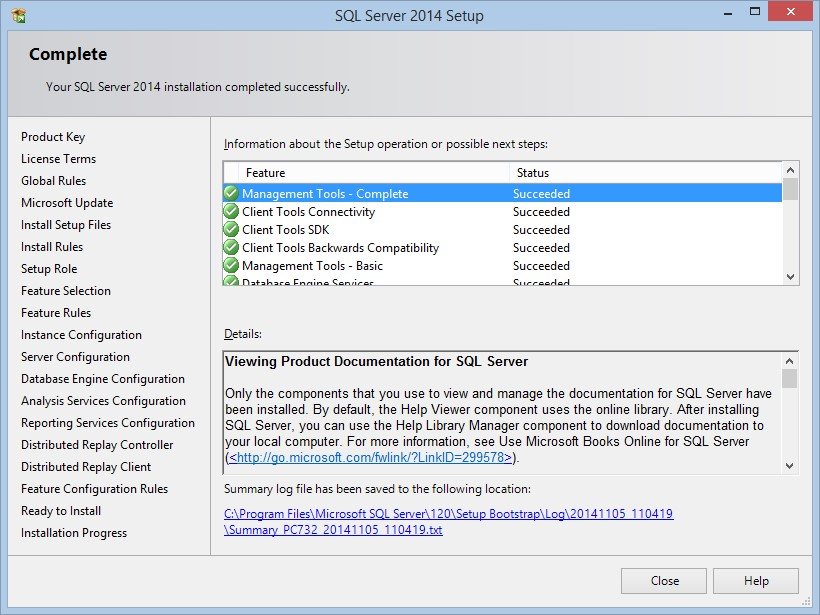 SQL Server 2014 Setup
Complete
Your SQL Server 2014 installation completed successfully.
Product Key
License Terms
Global Rules
Microsoft Update
Install Setup Files
Install Rules
Setup Role
Feature Selection
Feature Rules
Instance Configuration
Server Configuration
Database Engine Configuration
Analysis Services Configuration
Reporting Services Configuration
Distributed Replay Controller
Distributed Replay Client
Feature Configuration Rules
Ready to Install
Installation Progress
Information about the Setup operation or possible next steps:
Feature Status
Management Tools - Complete Succeeded
Client Tools Connectivity Succeeded
Client Tools SDK Succeeded
Client Tools Backwards Compatibility Succeeded
Management Tools - Basic Succeeded
Database Engine Services Succeeded
Details:
Viewing Product Documentation for SQL Server
Only the components that you use to view and manage the documentation for SQL Server have
been installed. By default, the Help Viewer component uses the online library. After installing
SQL Server, you can use the Help Library Manager component to download documentation to
your local computer. For more information, see Use Microsoft Books Online for SQL Server
(<http://go.microsoft.com/fwlink/?LinkID=299578>).
Summary log file has been saved to the following location:
C:\Program Files\Microsoft SQL Server\120\Setup Bootstrap\Log\20141105_110419
\Summary_PC732_20141105_110419.txt
Close
Help